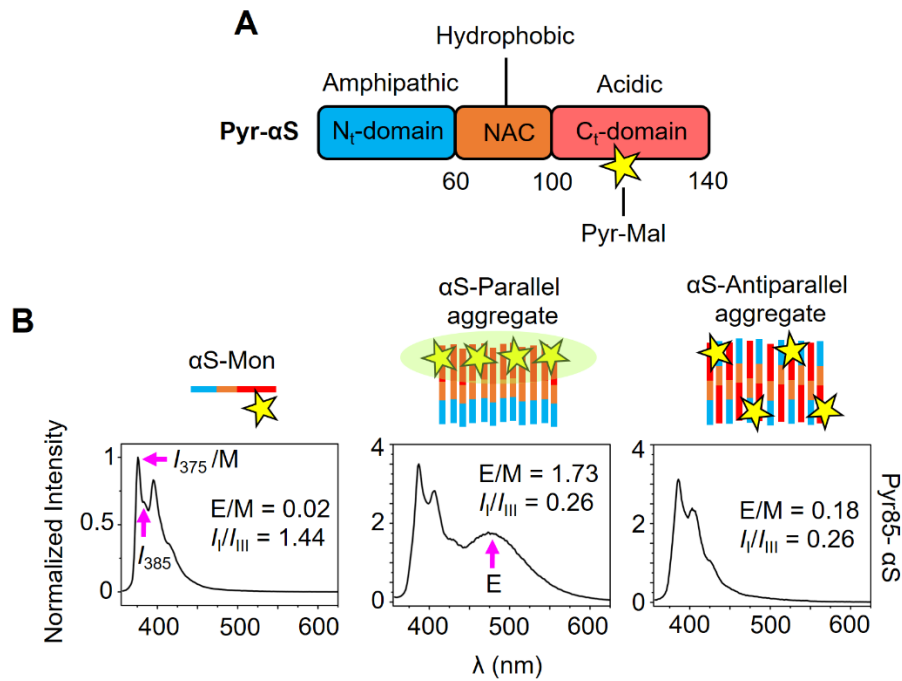 A
Hydrophobic
Amphipathic
Acidic
Pyr-αS
Nt-domain
NAC
Ct-domain
60
100
140
Pyr-Mal
B
αS-Mon
αS-Parallel
aggregate
αS-Antiparallel
aggregate
Normalized Intensity
1
0.5
0
I375/M
I385
E/M = 0.02
II/IIII = 1.44
400
500
600
4
2
0
E/M = 1.73
II/IIII = 0.26
E
400
500
600
4
2
0
E/M = 0.18
II/IIII = 0.26
400
500
600
Pyr85- αS
λ (nm)